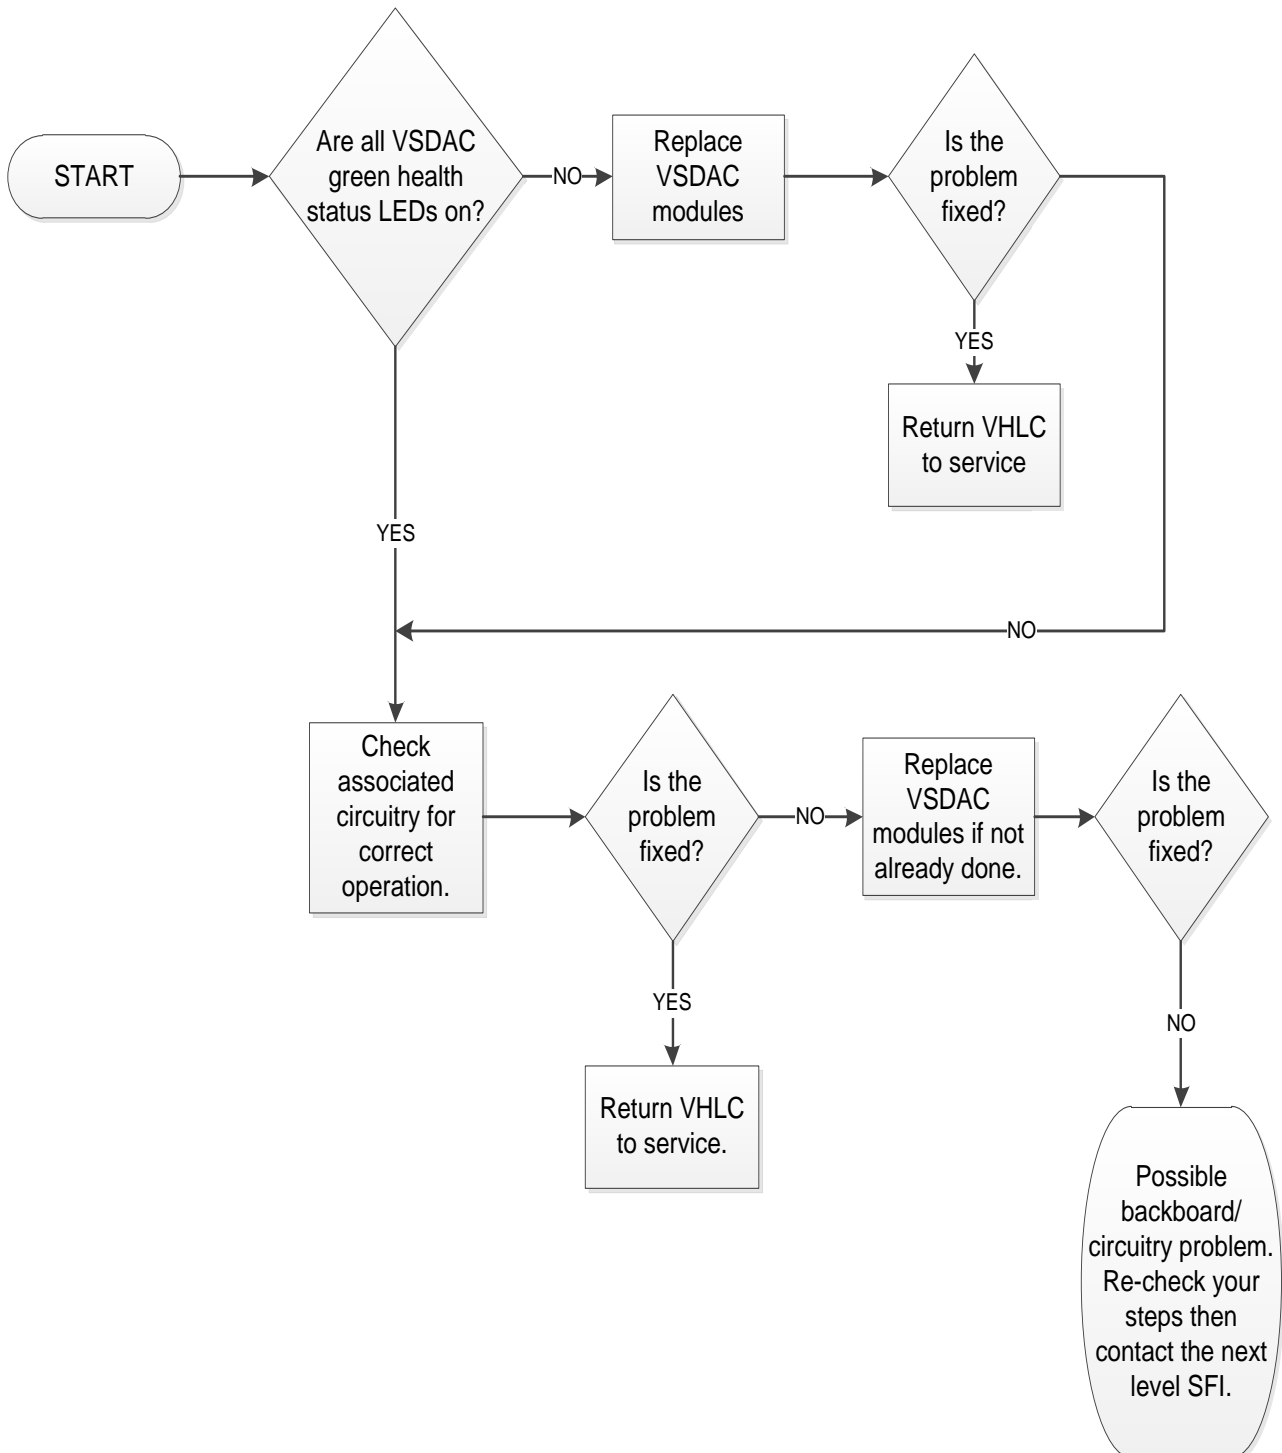 START
Are all VSDAC
green health
status LEDs on?
NO
Replace
VSDAC
modules
Is the
problem
fixed?
YES
Return VHLC
to service
YES
NO
Check
associated
circuitry for
correct
operation.
Is the
problem
fixed?
NO
Replace
VSDAC
modules if not
already done.
Is the
problem
fixed?
YES
Return VHLC
to service.
NO
Possible
backboard/
circuitry problem.
Re-check your
steps then
contact the next
level SFI.